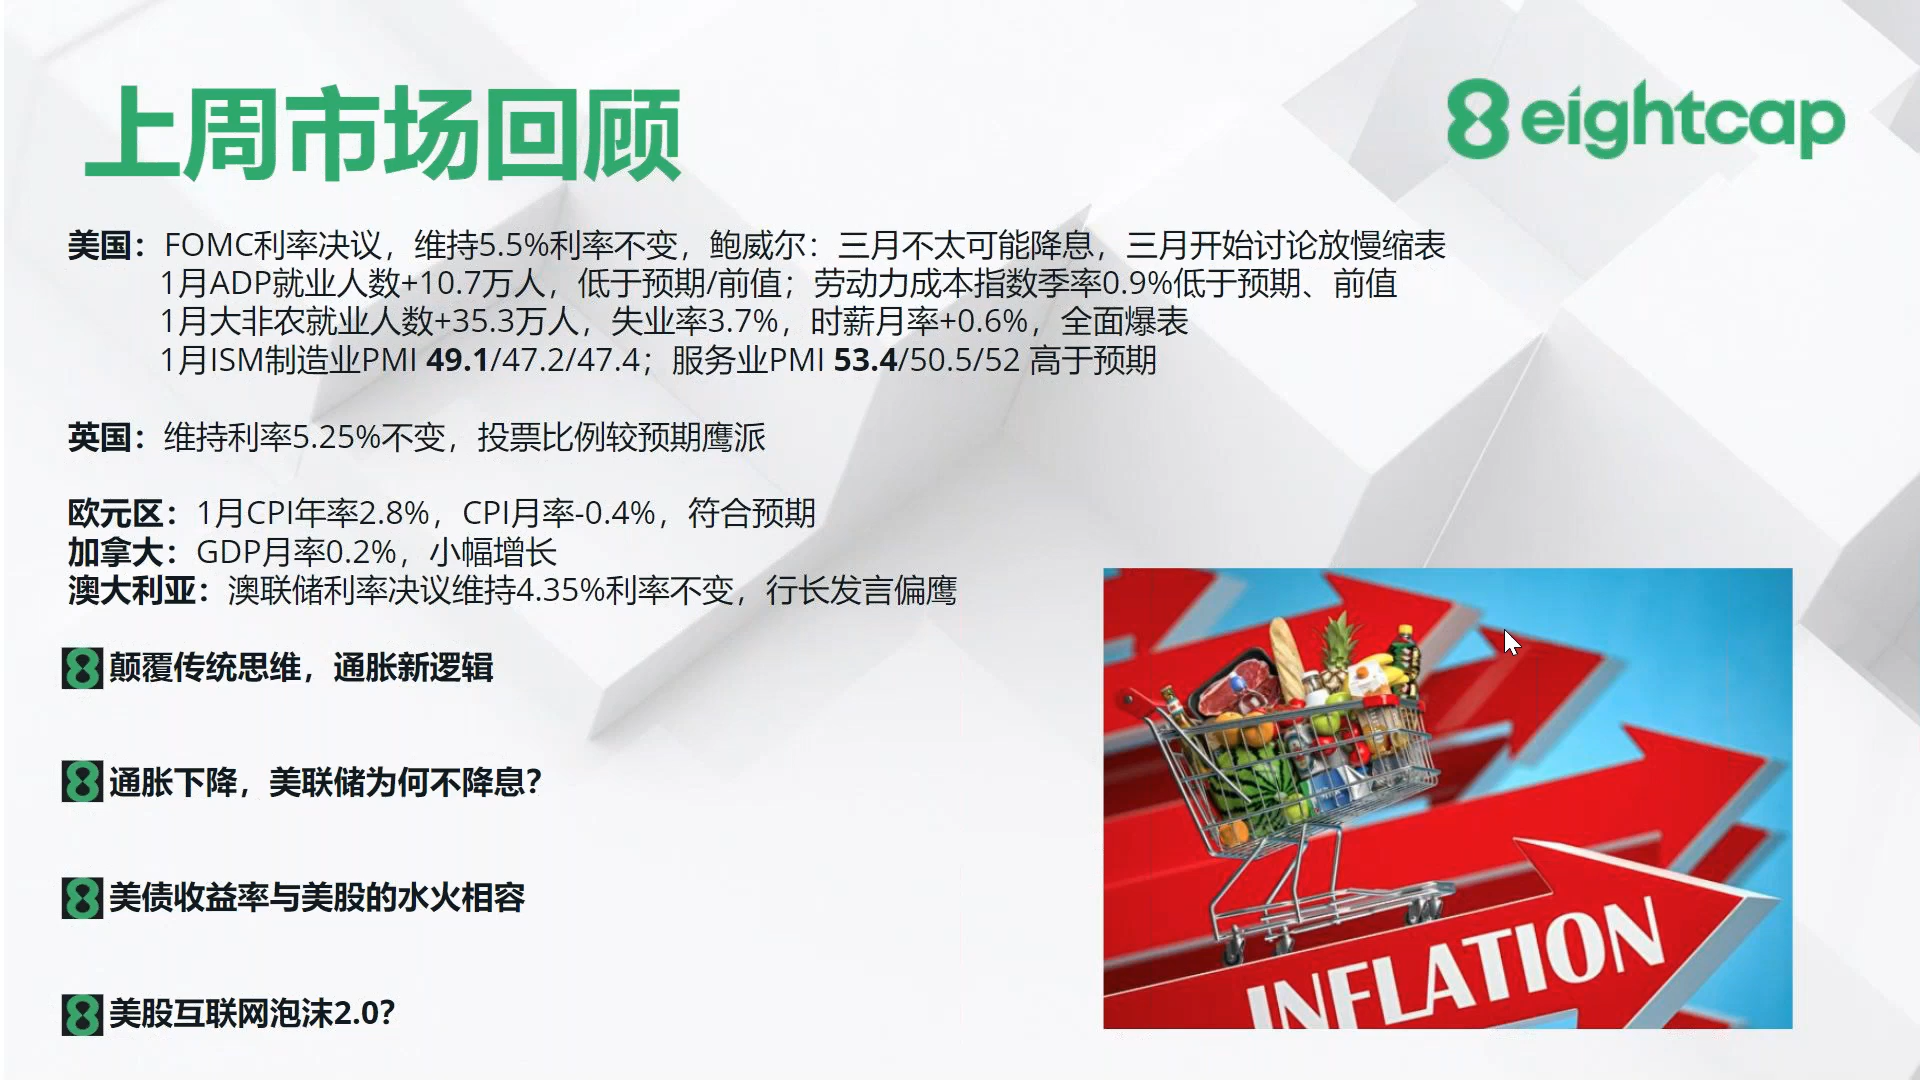 上周市场回顾
8 eightcap
美国：FOMC利率决议，维持5.5%利率不变，鲍威尔：三月不太可能降息，三月开始讨论放慢缩表
1月ADP就业人数+10.7万人，低于预期/前值；劳动力成本指数季率0.9%低于预期、前值
1月大非农就业人数+35.3万人，失业率3.7%，时薪月率+0.6%，全面爆表
1月ISM制造业PMI 49.1/47.2/47.4；服务业PMI 53.4/50.5/52 高于预期
英国：维持利率5.25%不变，投票比例较预期鹰派
欧元区：1月CPI年率2.8%，CPI月率-0.4%，符合预期
加拿大：GDP月率0.2%，小幅增长
澳大利亚：澳联储利率决议维持4.35%利率不变，行长发言偏鹰
8 颠覆传统思维，通胀新逻辑
8 通胀下降，美联储为何不降息？
8 美债收益率与美股的水火相容
8 美股互联网泡沫2.0？
INFLATION